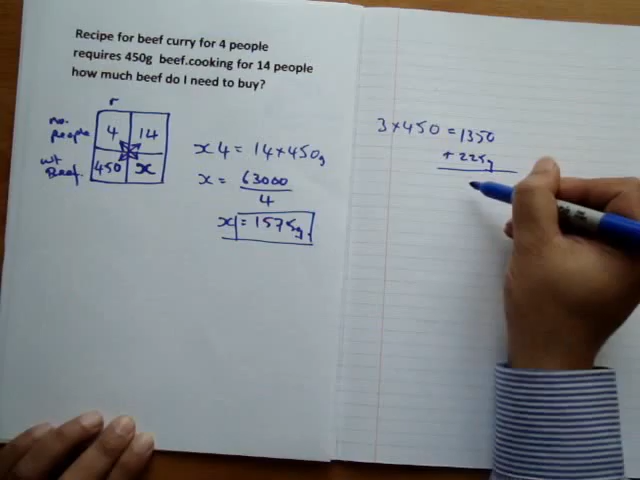 Recipe for beef curry for 4 people
requires 450g beef.cooking for 14 people
how much beef do I need to buy?
r
no. people 4 14
wt Beef. 450 x
x 4 = 14 × 450g
x = 63000
4
x = 1575g.
3 × 450 = 1350
+ 225g